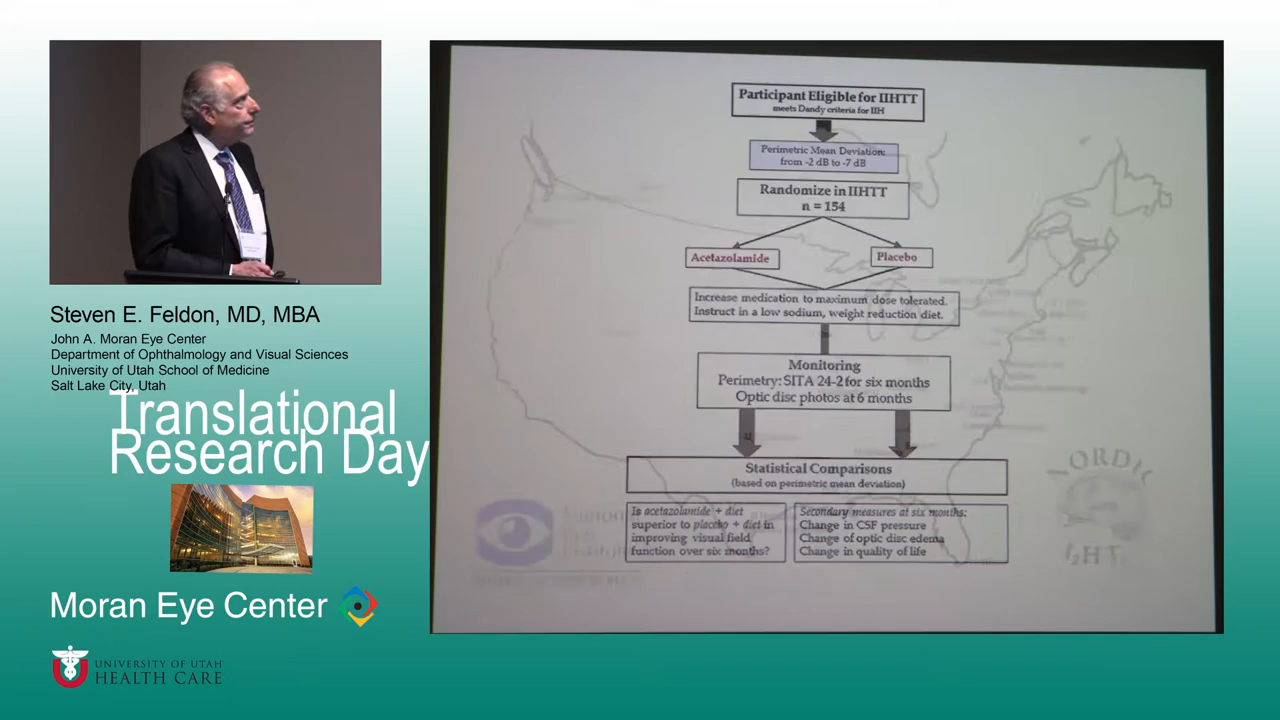 Steven E. Feldon, MD, MBA
John A. Moran Eye Center
Department of Ophthalmology and Visual Sciences
University of Utah School of Medicine
Salt Lake City, Utah
Translational
Research Day
Moran Eye Center
UNIVERSITY OF UTAH
HEALTH CARE
Participant Eligible for IIHTT
meets Dandy criteria for IIH
Perimetric Mean Deviation:
from -2 dB to -7 dB
Randomize in IIHTT
n = 154
Acetazolamide
Placebo
Increase medication to maximum dose tolerated.
Instruct in a low sodium, weight reduction diet.
Monitoring
Perimetry: SITA 24-2 for six months
Optic disc photos at 6 months
Statistical Comparisons
(based on perimetric mean deviation)
Is acetazolamide + diet
superior to placebo + diet in
improving visual field
function over six months?
Secondary measures at six months:
Change in CSF pressure
Change of optic disc edema
Change in quality of life
NORDIC